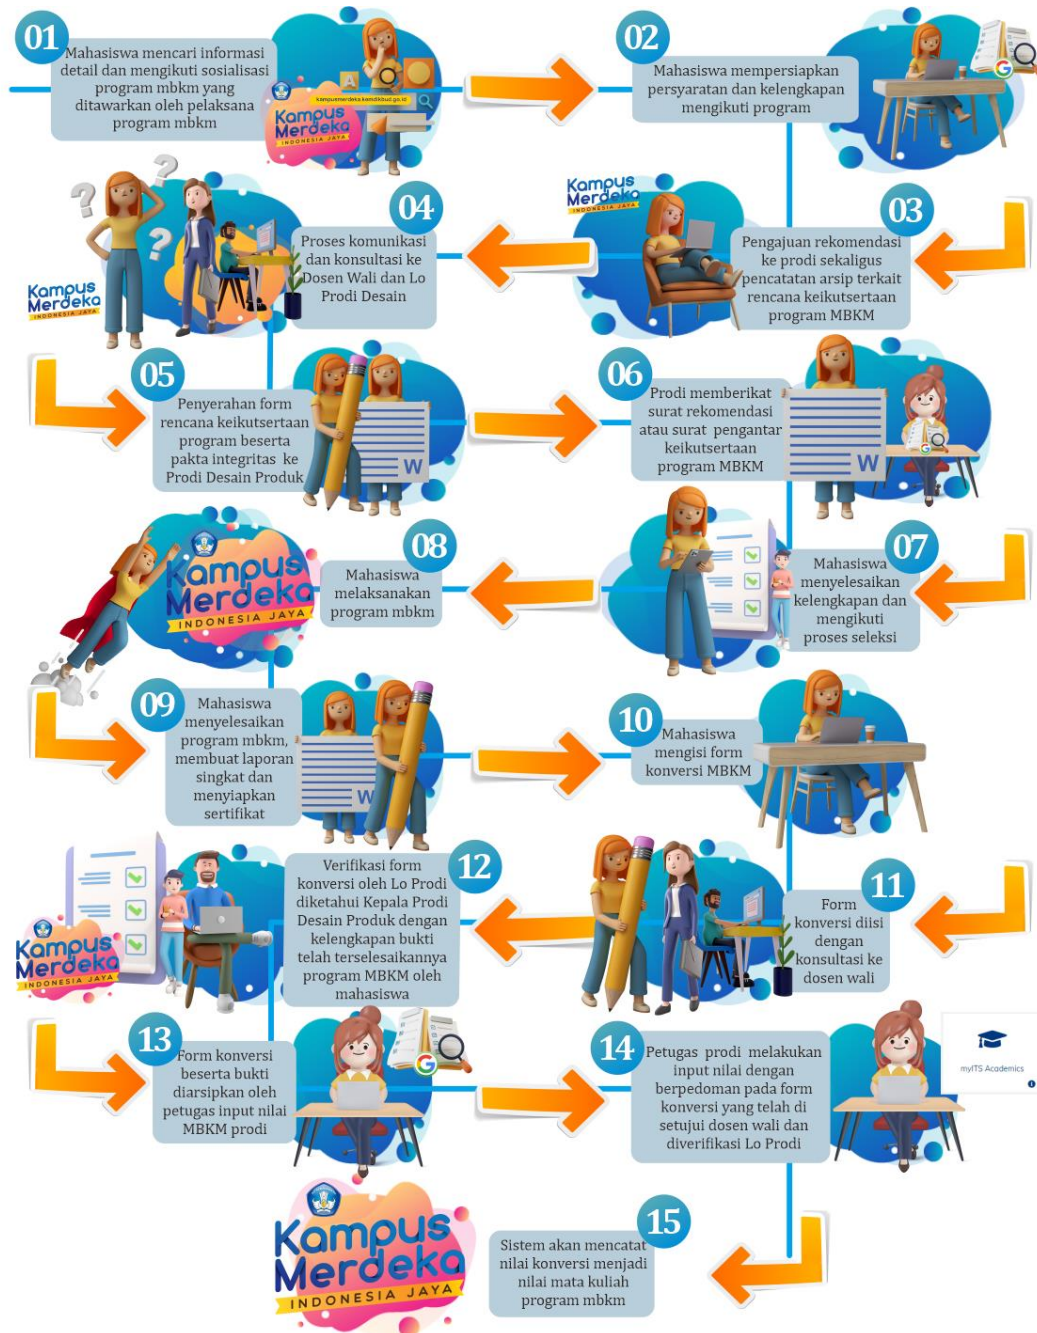 01
Mahasiswa mencari informasi
detail dan mengikuti sosialisasi
program mbkm yang
ditawarkan oleh pelaksana
program mbkm
kampusmerdeka.kemdikbud.go.id
Kampus
Merdeka
INDONESIA JAYA
02
Mahasiswa mempersiapkan
persyaratan dan kelengkapan
mengikuti program
G
Kampus
Merdeka
INDONESIA JAYA
03
Pengajuan rekomendasi
ke prodi sekaligus
pencatatan arsip terkait
rencana keikutsertaan
program MBKM
04
Proses komunikasi
dan konsultasi ke
Dosen Wali dan Lo
Prodi Desain
? ? ?
Kampus
Merdeka
INDONESIA JAYA
05
Penyerahan form
rencana keikutsertaan
program beserta
pakta integritas ke
Prodi Desain Produk
W
06
Prodi memberikat
surat rekomendasi
atau surat pengantar
keikutsertaan
program MBKM
W
G
07
Mahasiswa
menyelesaikan
kelengkapan dan
mengikuti
proses seleksi
08
Mahasiswa
melaksanakan
program mbkm
Kampus
Merdeka
INDONESIA JAYA
09
Mahasiswa
menyelesaikan
program mbkm,
membuat laporan
singkat dan
menyiapkan
sertifikat
W
10
Mahasiswa
mengisi form
konversi MBKM
11
Form
konversi diisi
dengan
konsultasi ke
dosen wali
12
Verifikasi form
konversi oleh Lo Prodi
diketahui Kepala Prodi
Desain Produk dengan
kelengkapan bukti
telah terselesaikannya
program MBKM oleh
mahasiswa
Kampus
Merdeka
INDONESIA JAYA
13
Form konversi
beserta bukti
diarsipkan oleh
petugas input nilai
MBKM prodi
G
14
Petugas prodi melakukan
input nilai dengan
berpedoman pada form
konversi yang telah di
setujui dosen wali dan
diverifikasi Lo Prodi
myITS Academics
15
Sistem akan mencatat
nilai konversi menjadi
nilai mata kuliah
program mbkm
Kampus
Merdeka
INDONESIA JAYA